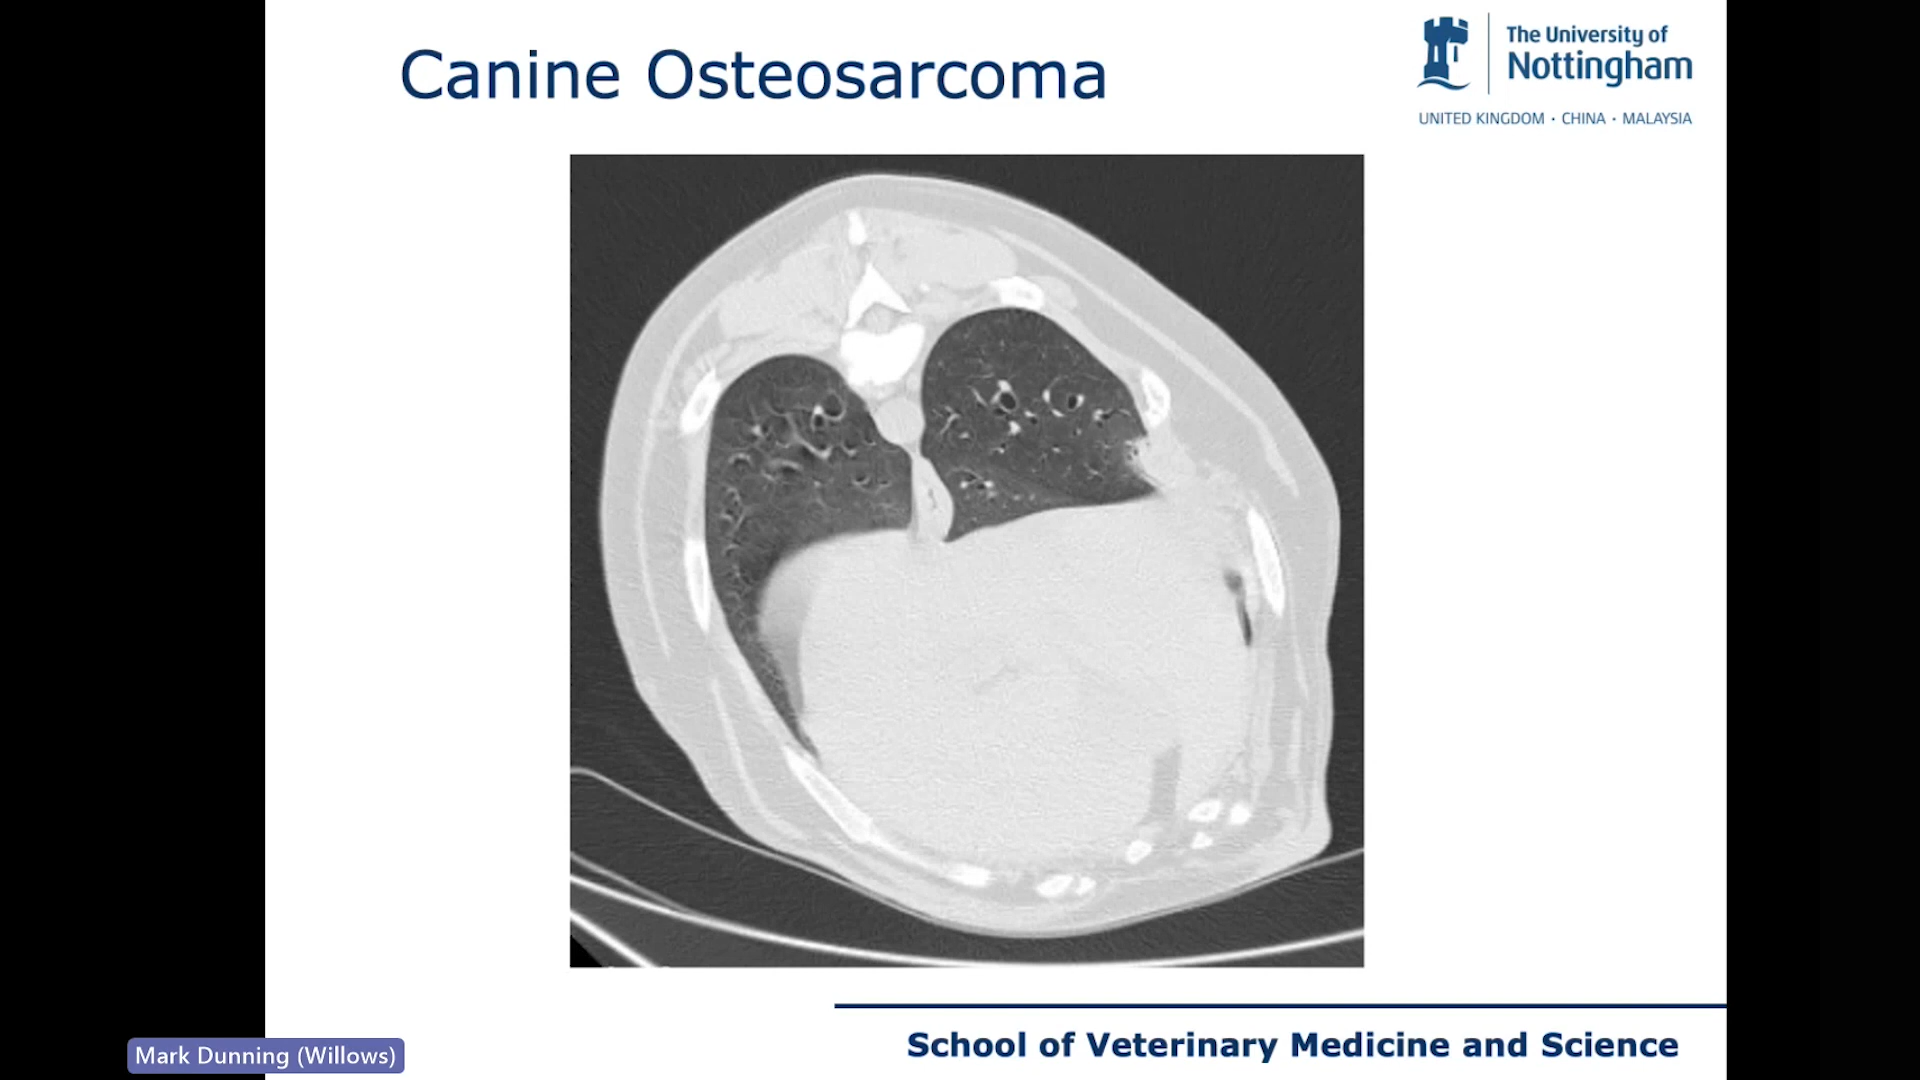 Canine Osteosarcoma
The University of
Nottingham
UNITED KINGDOM · CHINA · MALAYSIA
School of Veterinary Medicine and Science
Mark Dunning (Willows)